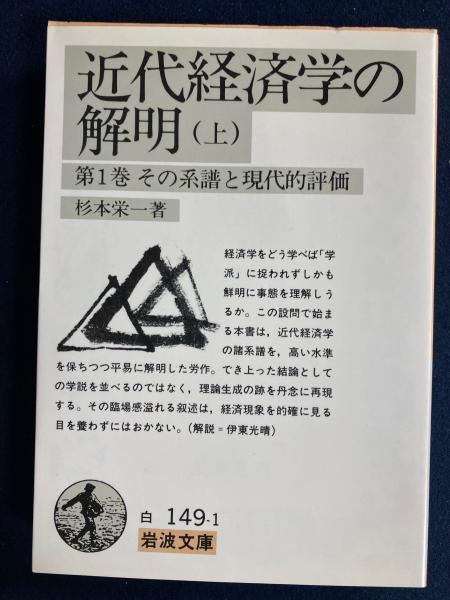 近代経済学の
解明(上)
第1巻 その系譜と現代的評価
杉本栄一著
経済学をどう学べば「学
派」に捉われずしかも
鮮明に事態を理解しう
るか。この設問で始ま
る本書は，近代経済学
の諸系譜を，高い水準
を保ちつつ平易に解明した労作。でき上った結論として
の学説を並べるのではなく，理論生成の跡を丹念に再現
する。その臨場感溢れる叙述は，経済現象を的確に見る
目を養わずにはおかない。(解説＝伊東光晴)
白 149-1
岩波文庫